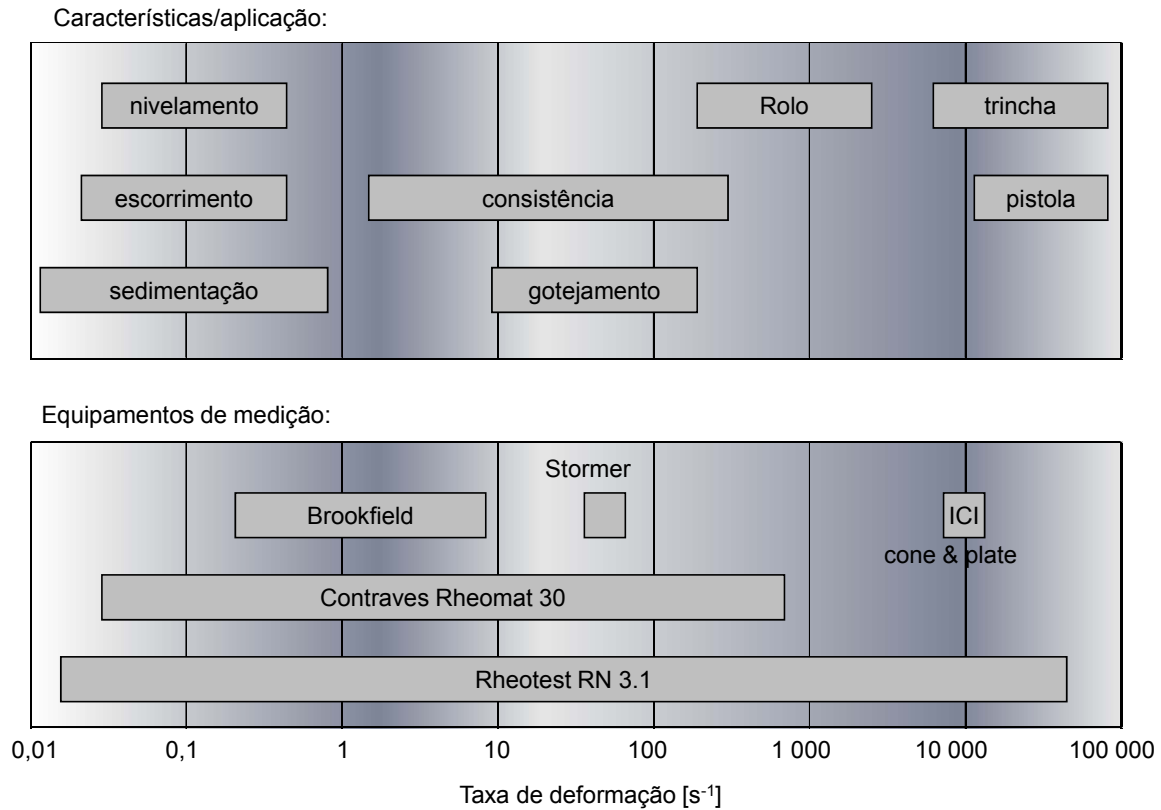 Características/aplicação:
nivelamento
Rolo
trincha
escorrimento
consistência
pistola
sedimentação
gotejamento
Equipamentos de medição:
Stormer
Brookfield
ICI
cone & plate
Contraves Rheomat 30
Rheotest RN 3.1
0,01 0,1 1 10 100 1 000 10 000 100 000
Taxa de deformação [s⁻¹]